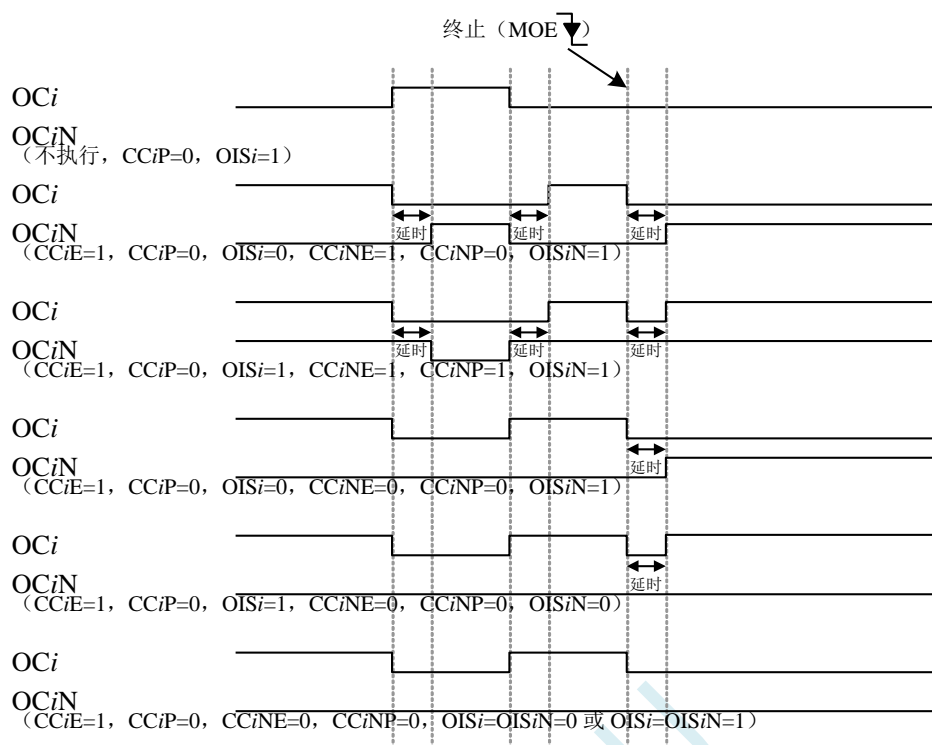 终止（MOE）
OCi
OCiN
（不执行，CCiP=0，OISi=1）
OCi
延时 延时 延时
OCiN
（CCiE=1，CCiP=0，OISi=0，CCiNE=1，CCiNP=0，OISiN=1）
OCi
延时 延时 延时
OCiN
（CCiE=1，CCiP=0，OISi=1，CCiNE=1，CCiNP=1，OISiN=1）
OCi
延时
OCiN
（CCiE=1，CCiP=0，OISi=0，CCiNE=0，CCiNP=0，OISiN=1）
OCi
延时
OCiN
（CCiE=1，CCiP=0，OISi=1，CCiNE=0，CCiNP=0，OISiN=0）
OCi
OCiN
（CCiE=1，CCiP=0，CCiNE=0，CCiNP=0，OISi=OISiN=0 或 OISi=OISiN=1）